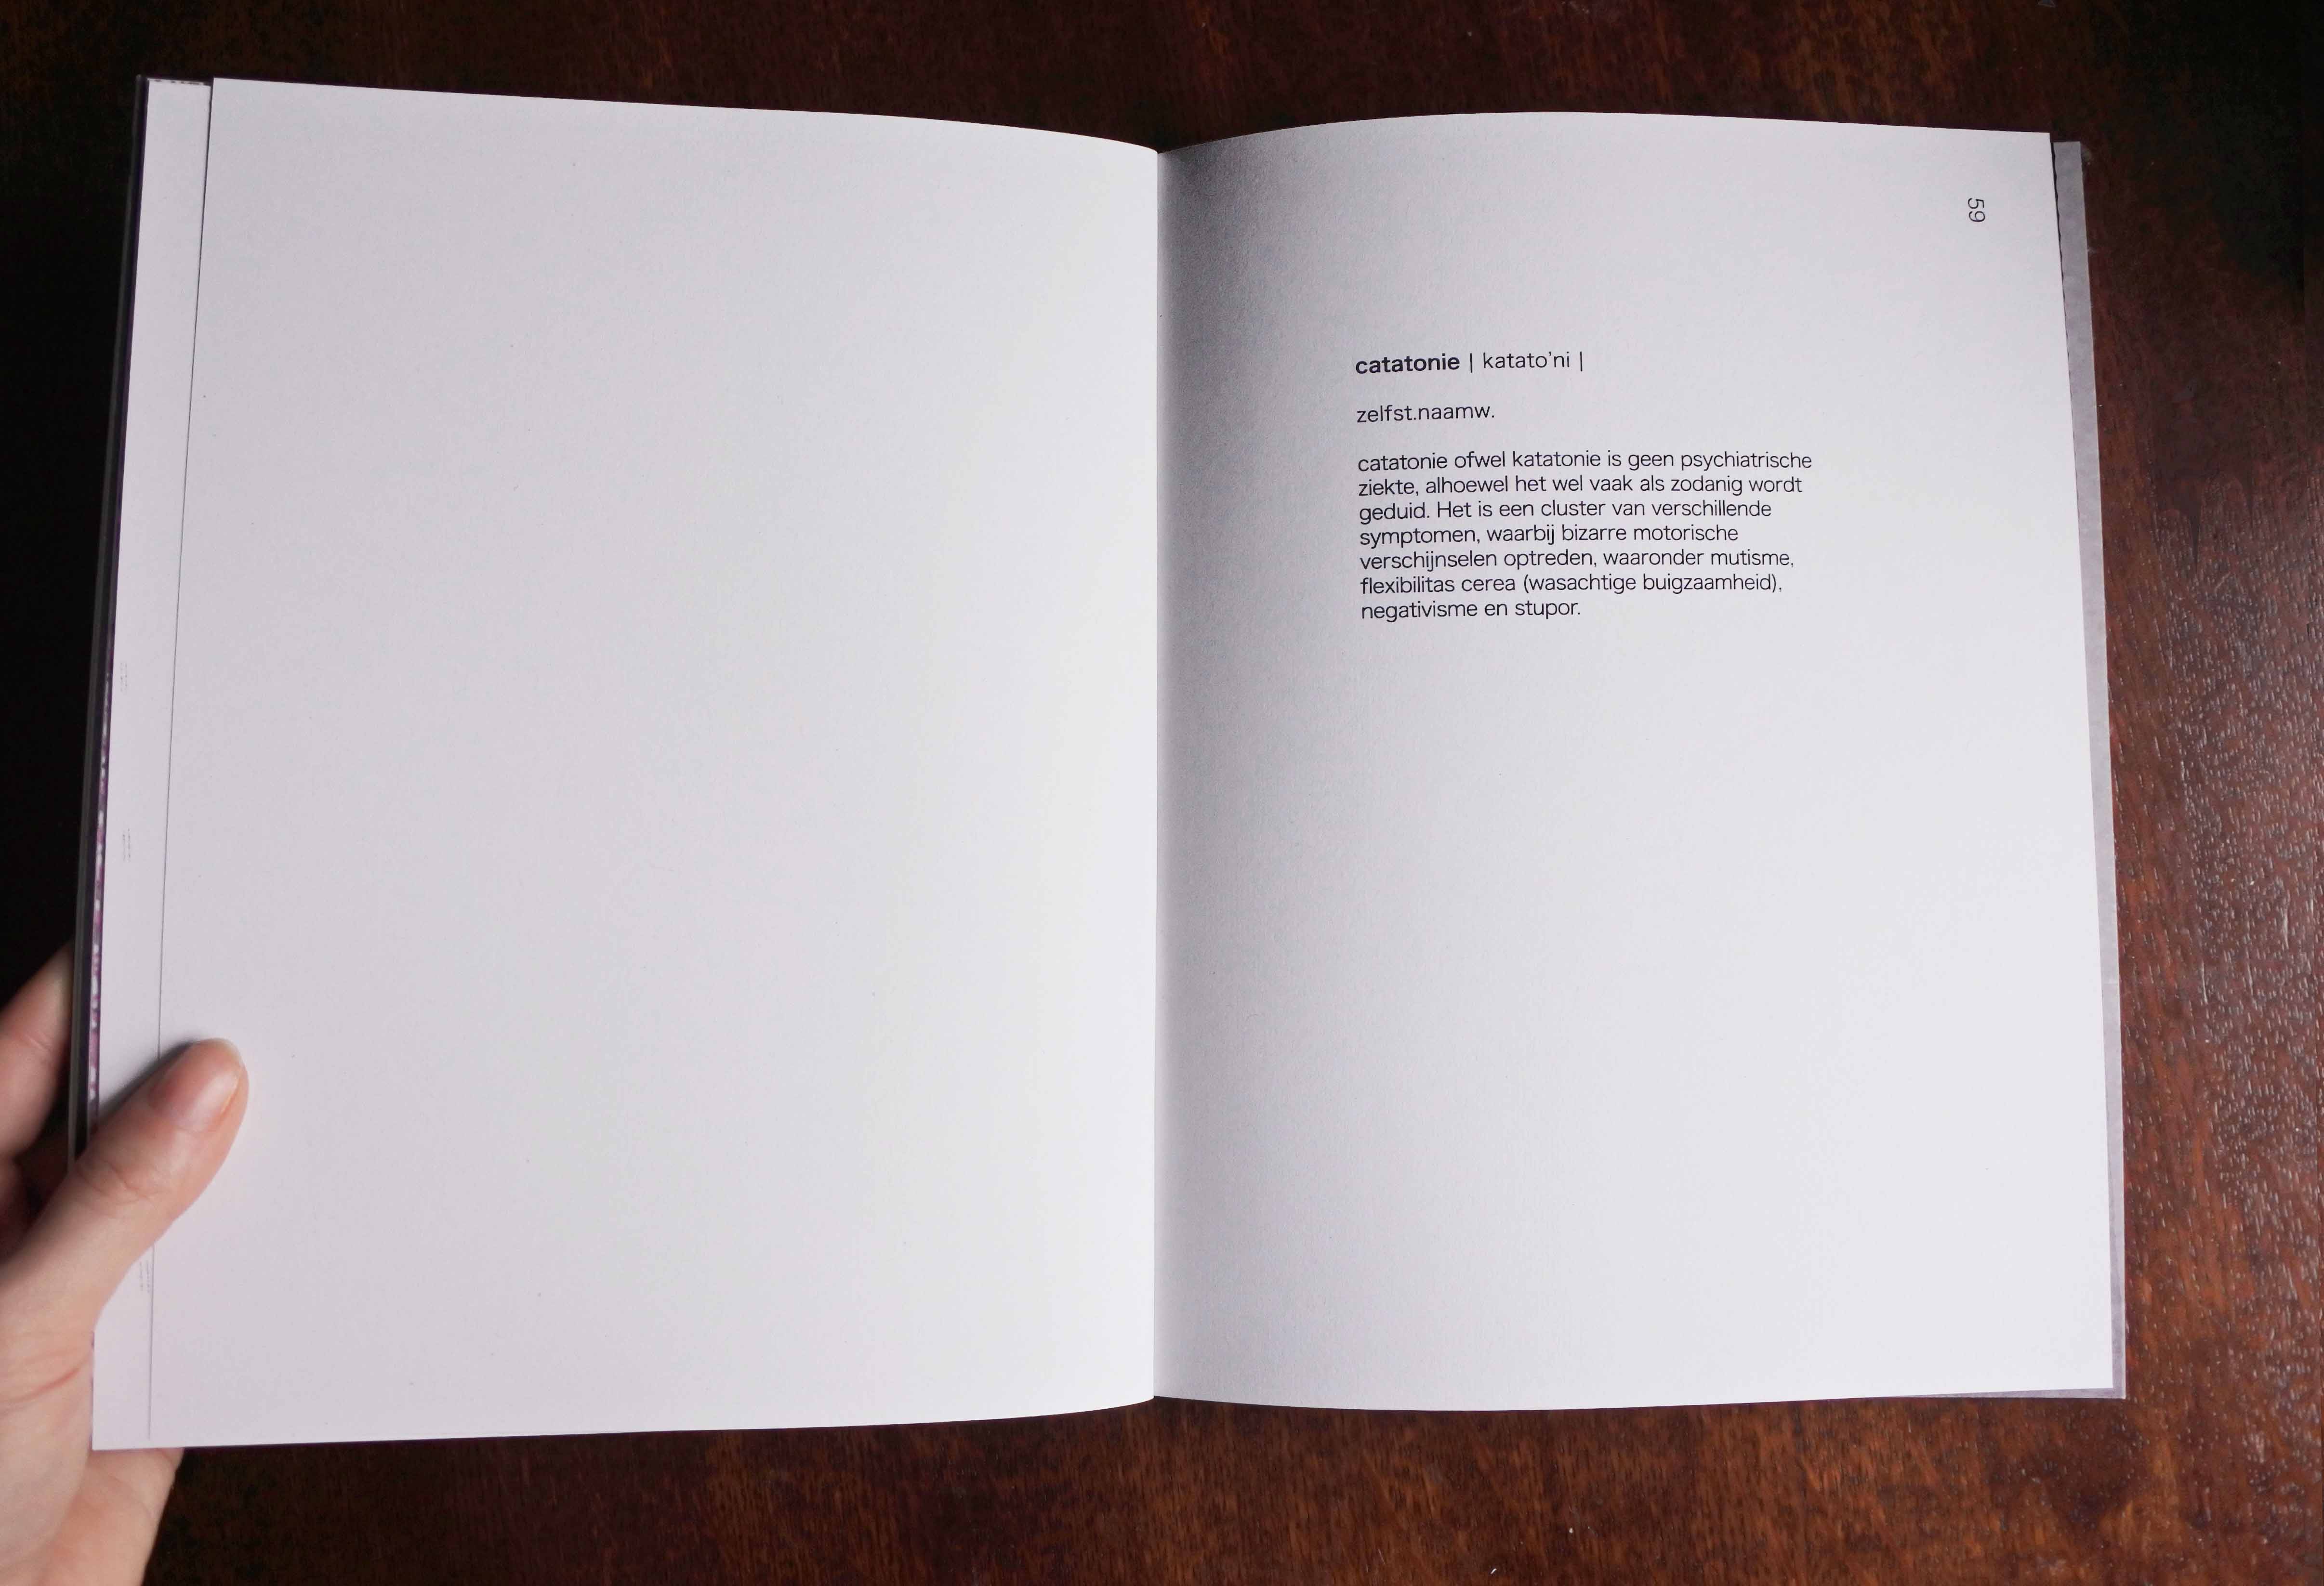 59
catatonie | katato'ni |
zelfst.naamw.
catatonie ofwel katatonie is geen psychiatrische
ziekte, alhoewel het wel vaak als zodanig wordt
geduid. Het is een cluster van verschillende
symptomen, waarbij bizarre motorische
verschijnselen optreden, waaronder mutisme,
flexibilitas cerea (wasachtige buigzaamheid),
negativisme en stupor.